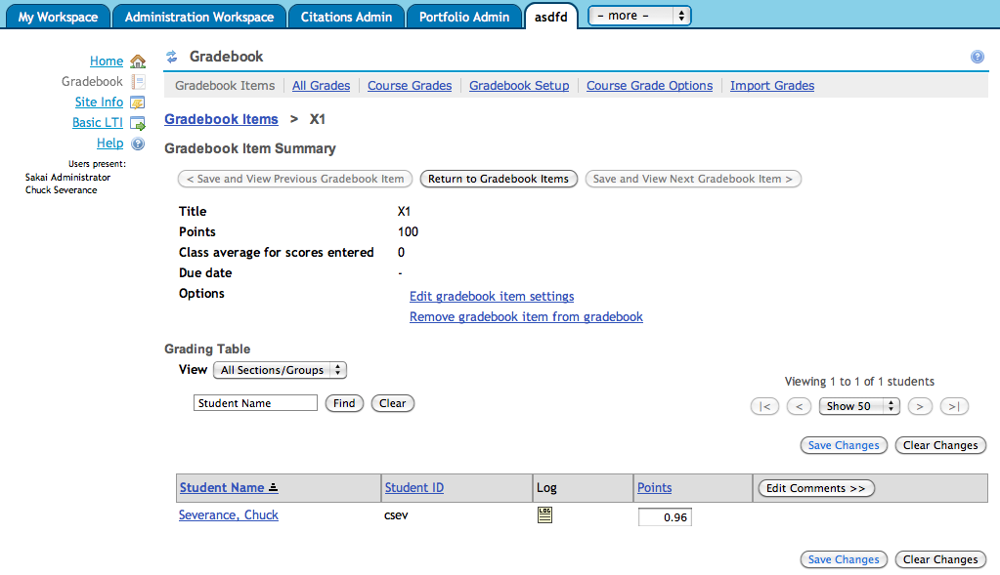 My Workspace Administration Workspace Citations Admin Portfolio Admin asdfd – more –
Home
Gradebook
Site Info
Basic LTI
Help
Users present:
Sakai Administrator
Chuck Severance
Gradebook
Gradebook Items All Grades Course Grades Gradebook Setup Course Grade Options Import Grades
Gradebook Items > X1
Gradebook Item Summary
< Save and View Previous Gradebook Item Return to Gradebook Items Save and View Next Gradebook Item >
Title X1
Points 100
Class average for scores entered 0
Due date -
Options Edit gradebook item settings
Remove gradebook item from gradebook
Grading Table
View All Sections/Groups
Viewing 1 to 1 of 1 students
Student Name Find Clear |< < Show 50 > >|
Save Changes Clear Changes
Student Name Student ID Log Points Edit Comments >>
Severance, Chuck csev LOG 0.96
Save Changes Clear Changes